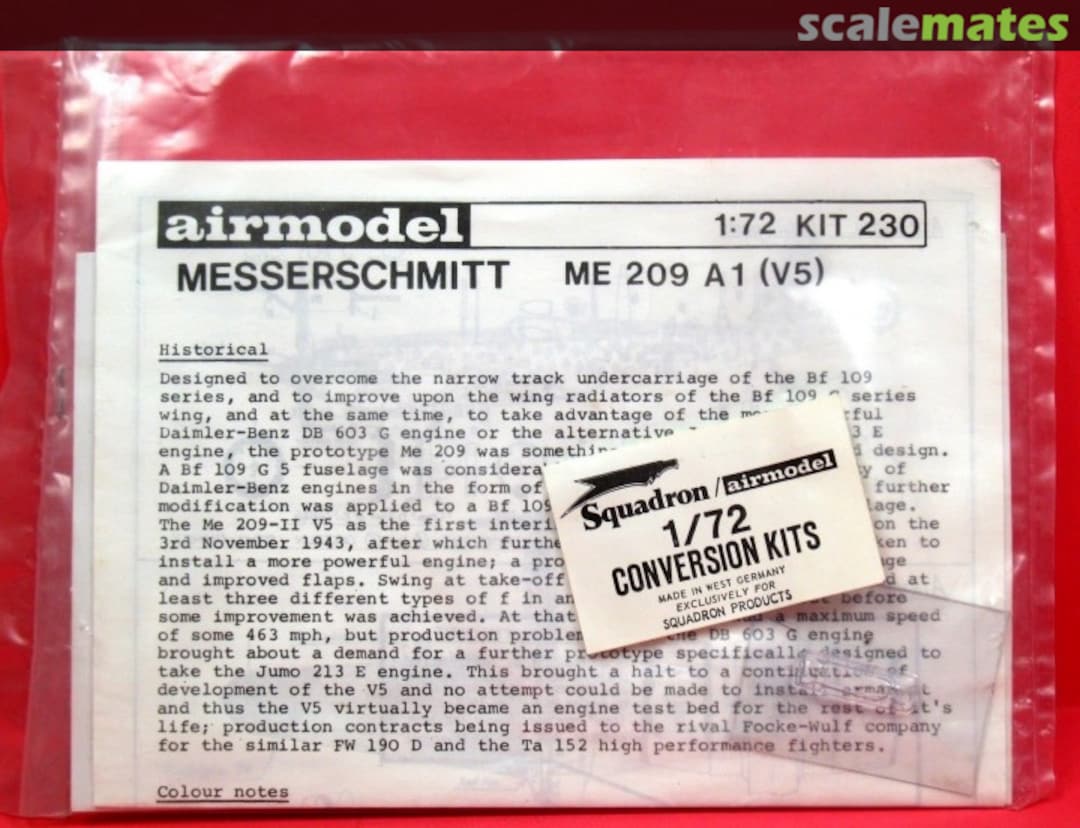 scalemates
airmodel 1:72 KIT 230
MESSERSCHMITT ME 209 A1 (V5)
Historical
Designed to overcome the narrow track undercarriage of the Bf 109
series, and to improve upon the wing radiators of the Bf 109 G series
wing, and at the same time, to take advantage of the
Daimler-Benz DB 603 G engine or the alternative 3 E
engine, the prototype Me 209 was design.
A Bf 109 G 5 fuselage was of
Daimler-Benz engines in the form of further
modification was applied to a Bf
The Me 209-II V5 as the first on the
3rd November 1943, after which to
install a more powerful engine; a
and improved flaps. Swing at take-off at
least three different types of f in before
some improvement was achieved. At that a maximum speed
of some 463 mph, but production the DB 603 G engine
brought about a demand for a further prototype specifically designed to
take the Jumo 213 E engine. This brought a halt to a continuation of
development of the V5 and no attempt could be made to install armament
and thus the V5 virtually became an engine test bed for the rest of it's
life; production contracts being issued to the rival Focke-Wulf company
for the similar FW 190 D and the Ta 152 high performance fighters.
Colour notes
Squadron/airmodel
1/72
CONVERSION KITS
MADE IN WEST GERMANY
EXCLUSIVELY FOR
SQUADRON PRODUCTS